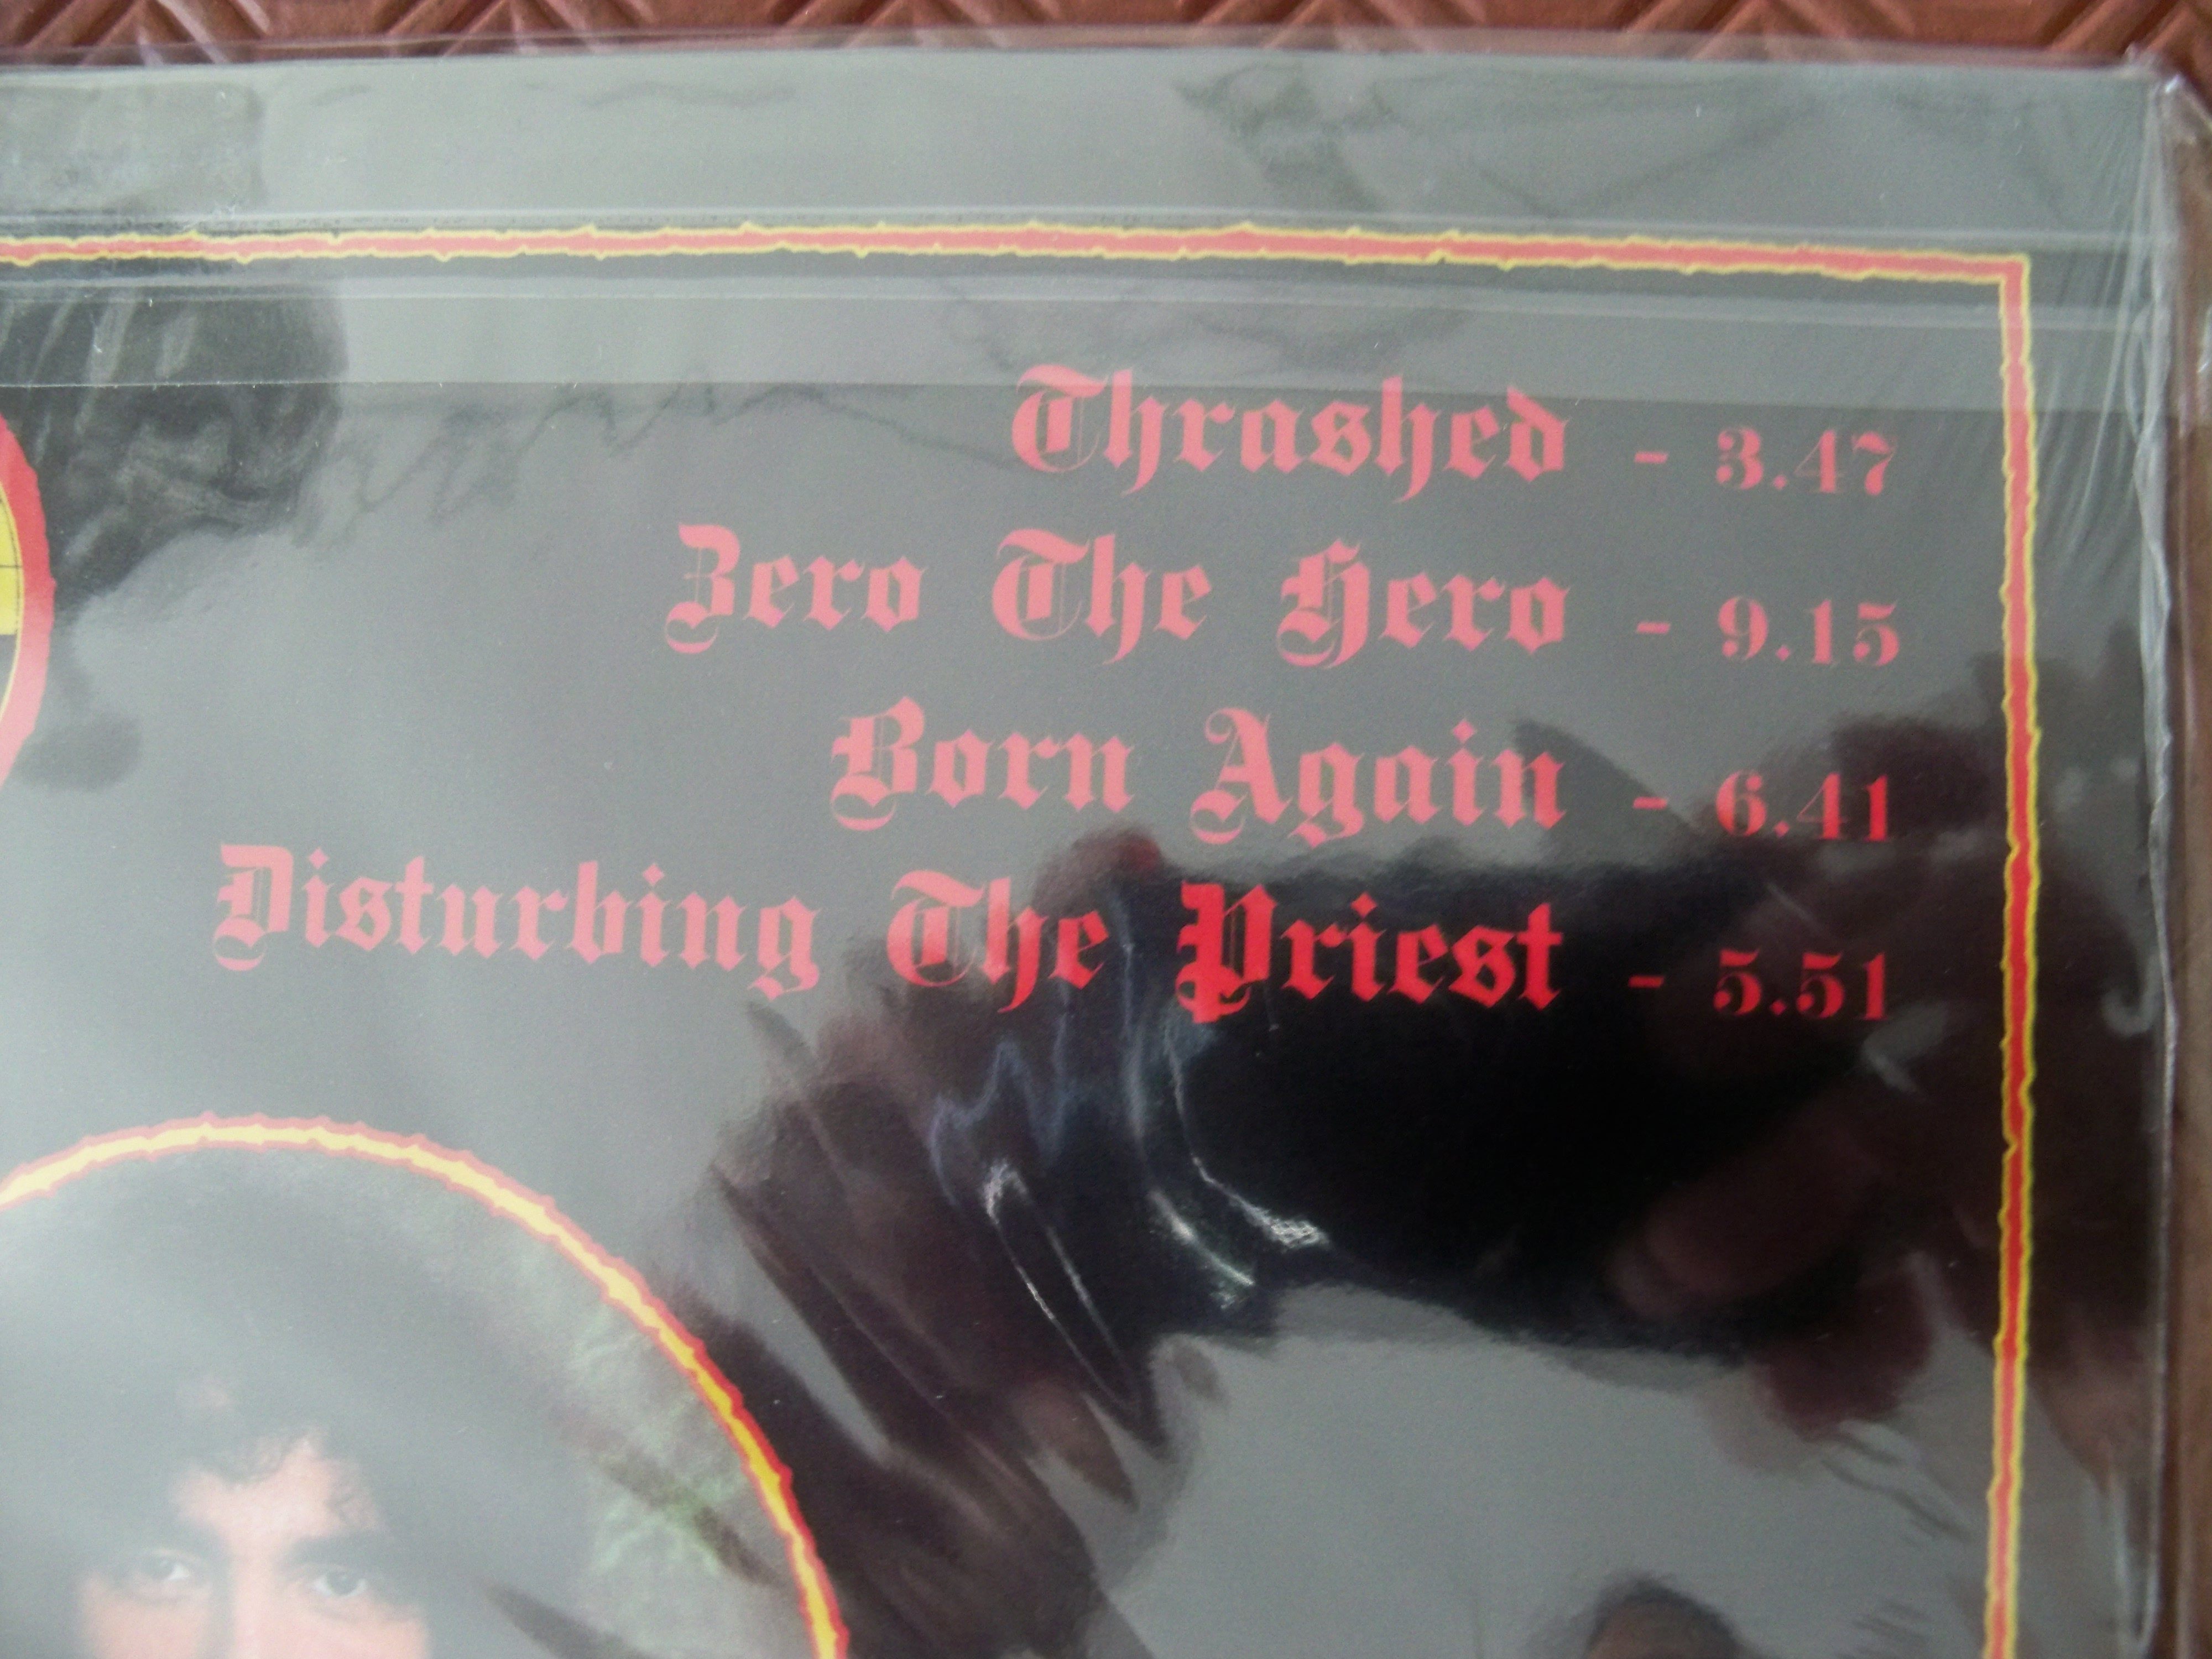 Thrashed - 3.47
Zero The Hero - 9.15
Born Again - 6.41
Disturbing The Priest - 5.51